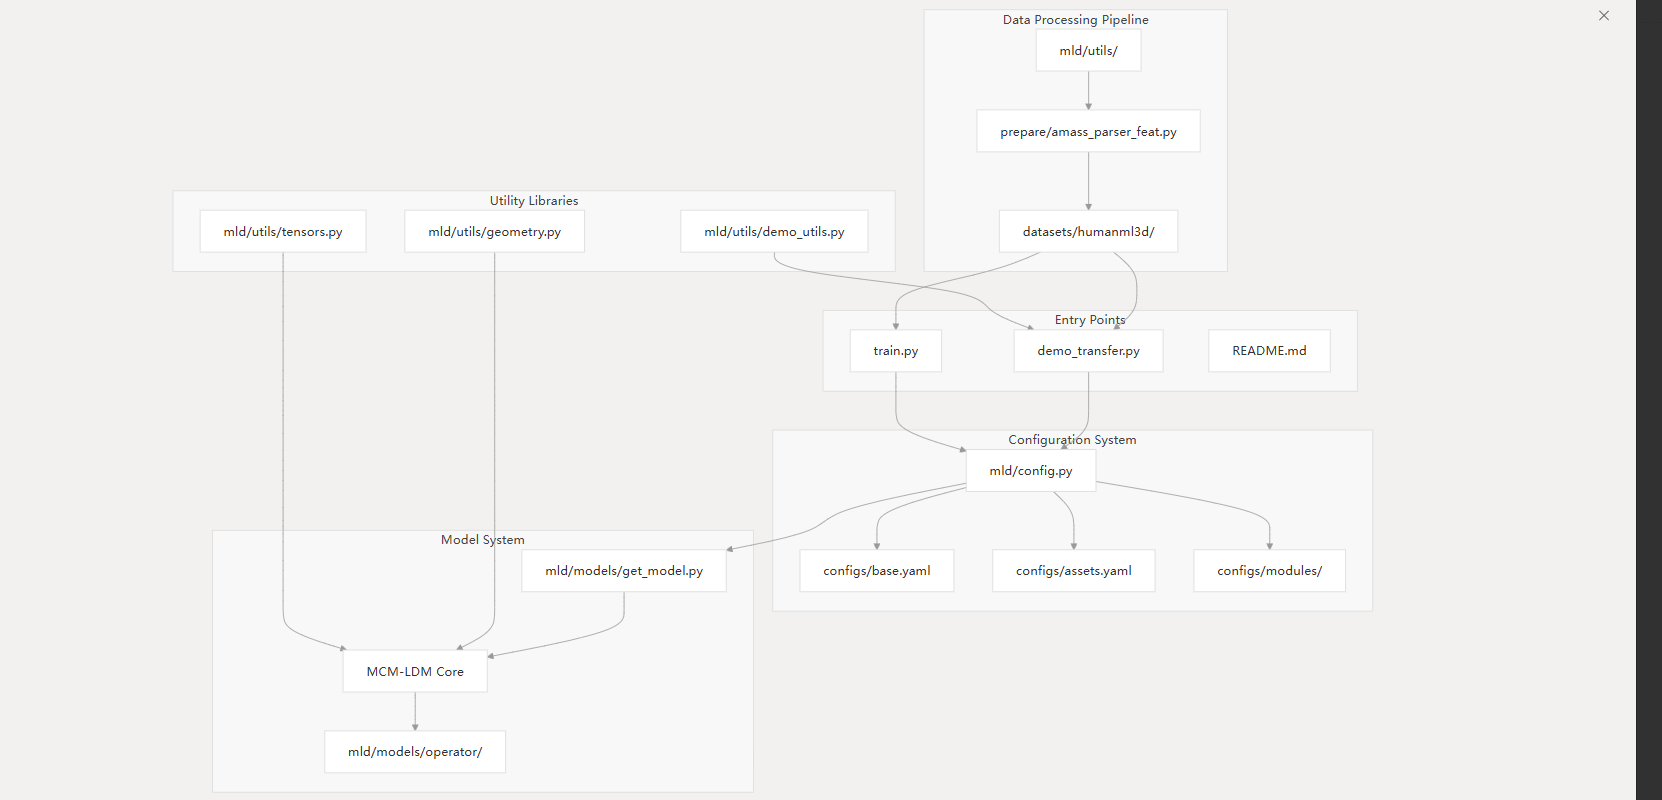 Data Processing Pipeline
mld/utils/
prepare/amass_parser_feat.py
datasets/humanml3d/
Utility Libraries
mld/utils/tensors.py
mld/utils/geometry.py
mld/utils/demo_utils.py
Entry Points
train.py
demo_transfer.py
README.md
Configuration System
mld/config.py
configs/base.yaml
configs/assets.yaml
configs/modules/
Model System
mld/models/get_model.py
MCM-LDM Core
mld/models/operator/